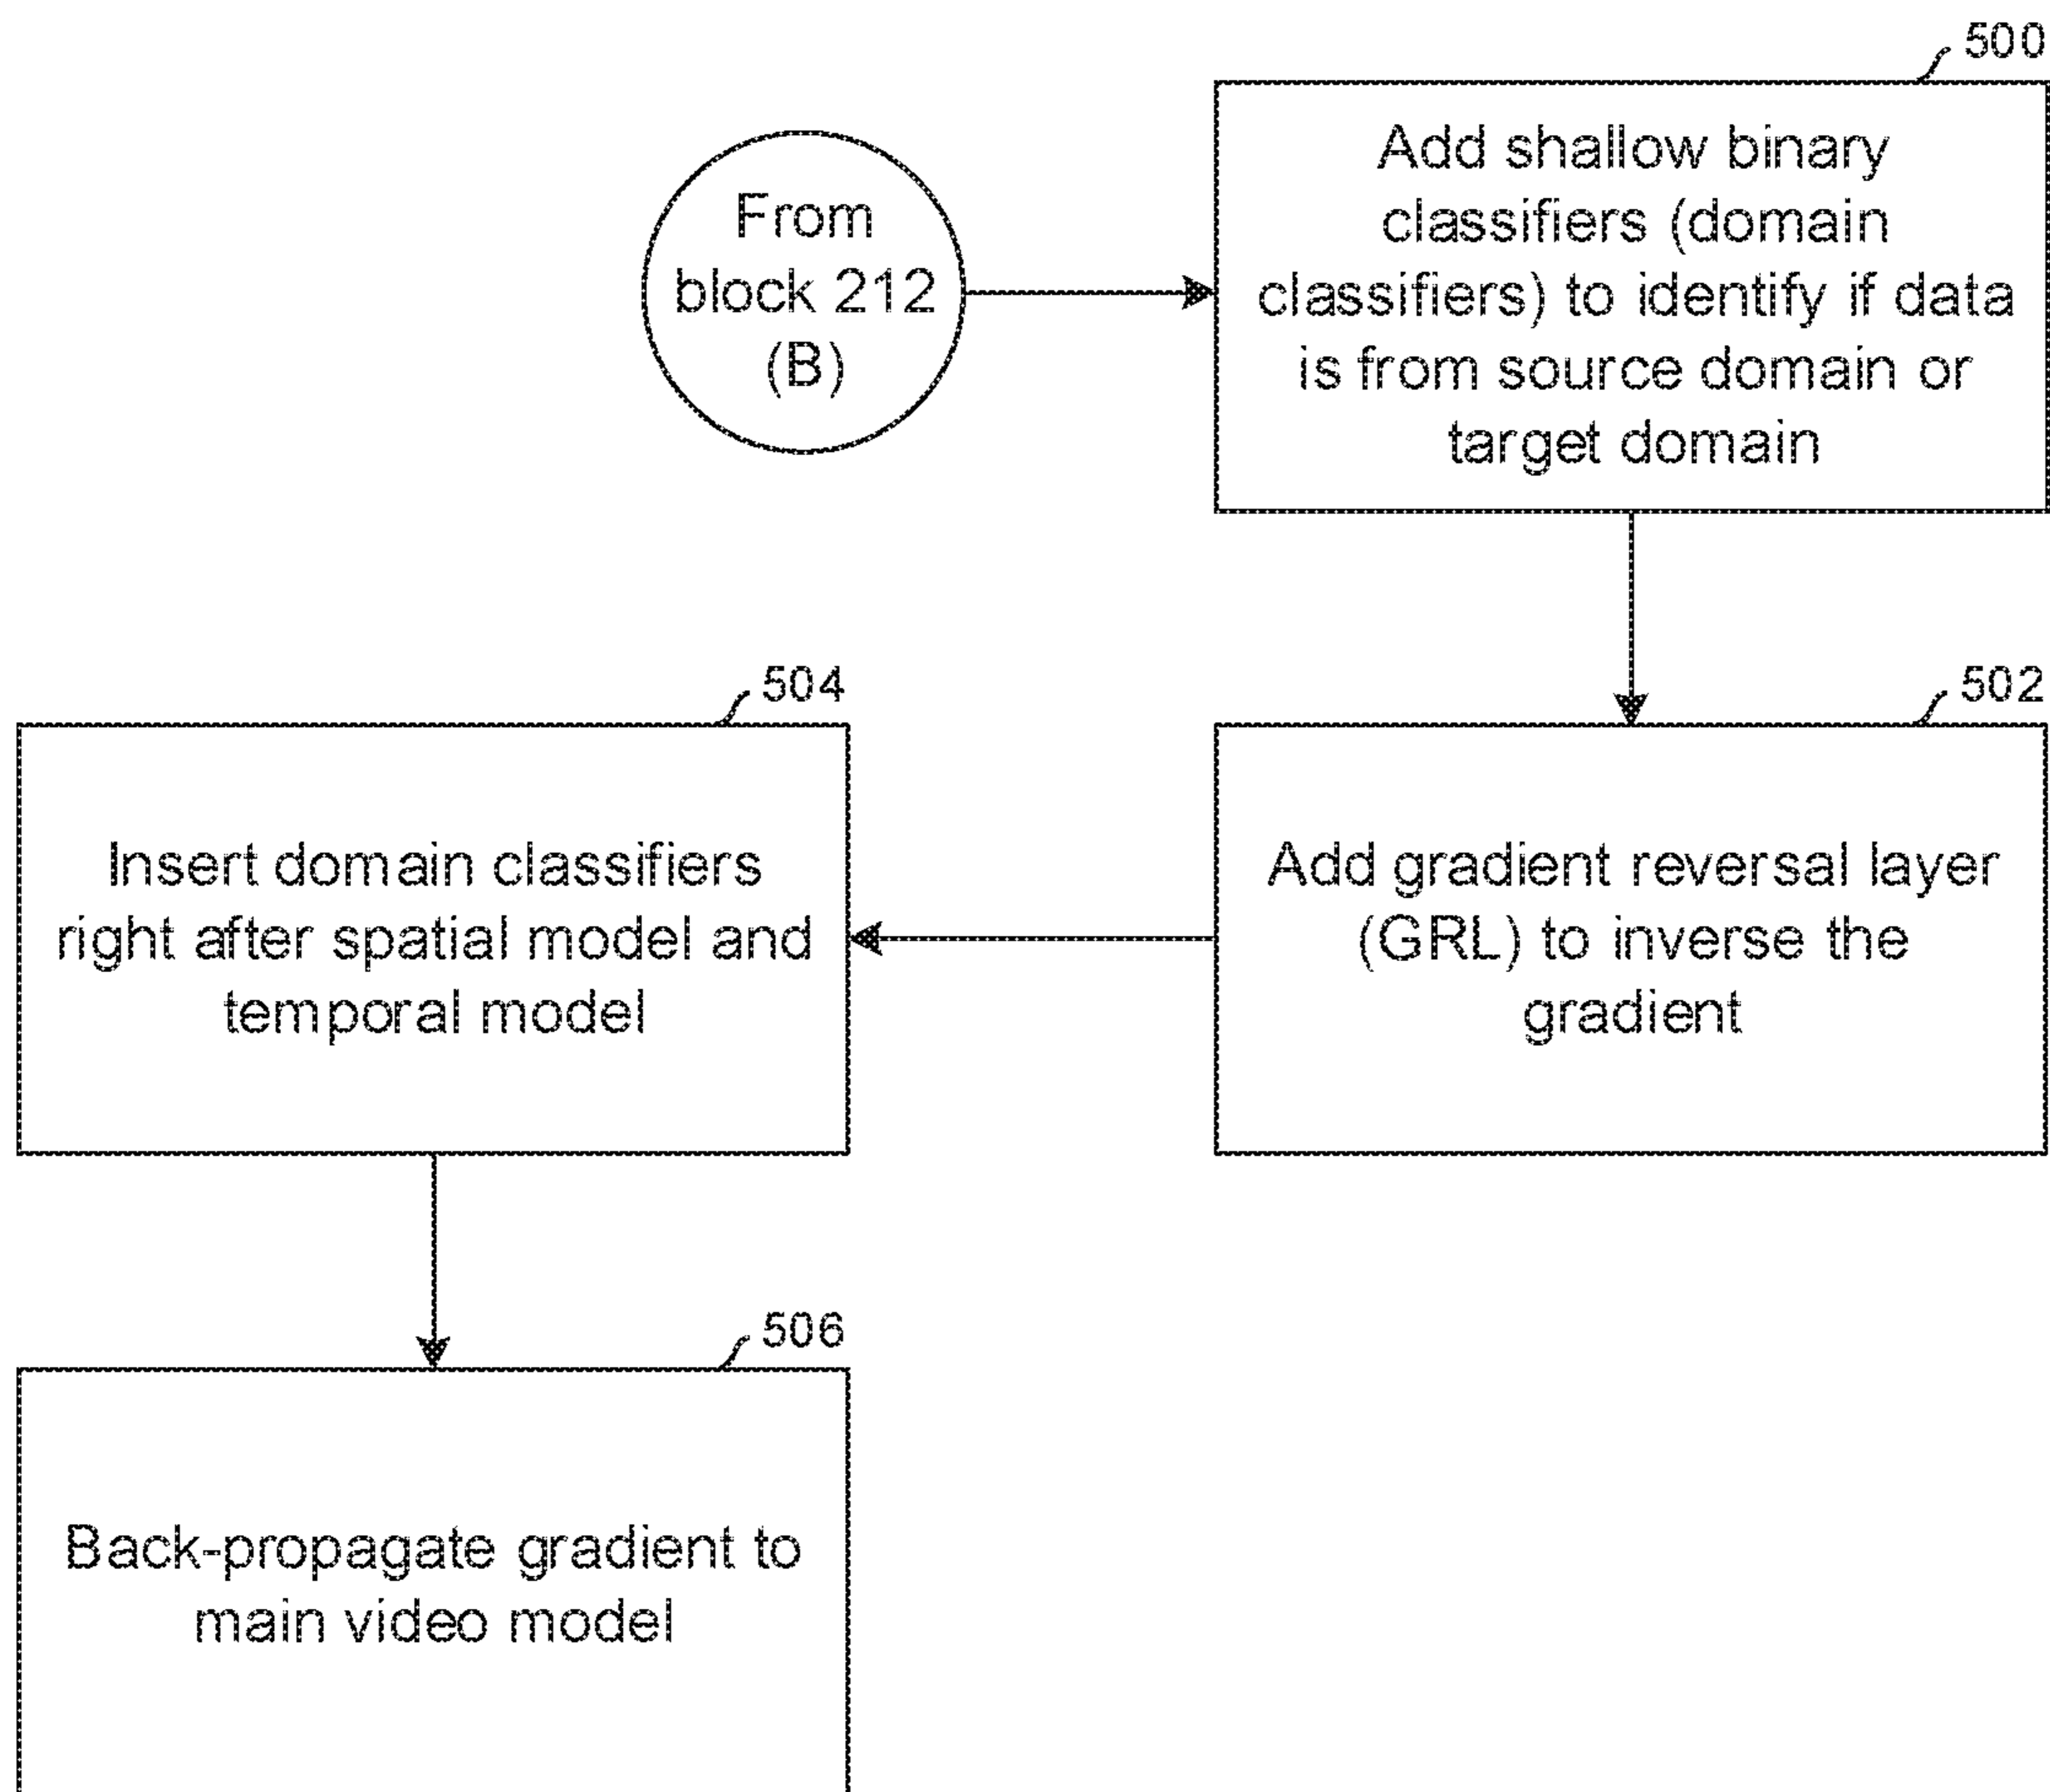 500
From
block 212
(B)
Add shallow binary
classifiers (domain
classifiers) to identify if data
is from source domain or
target domain
504
502
Insert domain classifiers
right after spatial model and
temporal model
Add gradient reversal layer
(GRL) to inverse the
gradient
506
Back-propagate gradient to
main video model